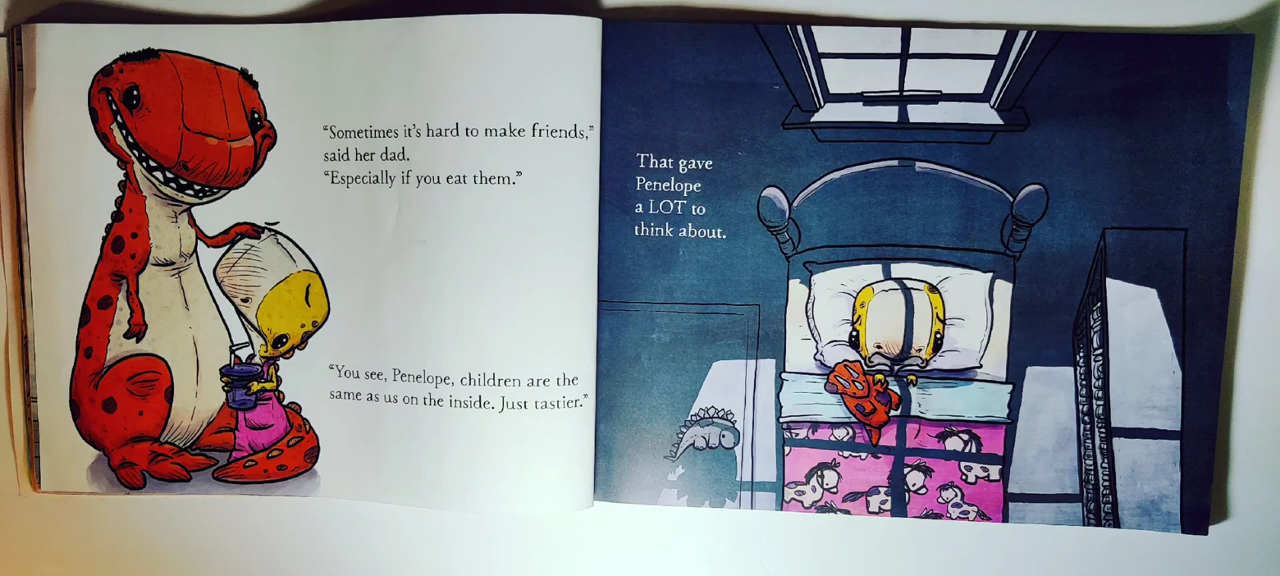 “Sometimes it’s hard to make friends,”
said her dad.
“Especially if you eat them.”
“You see, Penelope, children are the
same as us on the inside. Just tastier.”
That gave
Penelope
a LOT to
think about.